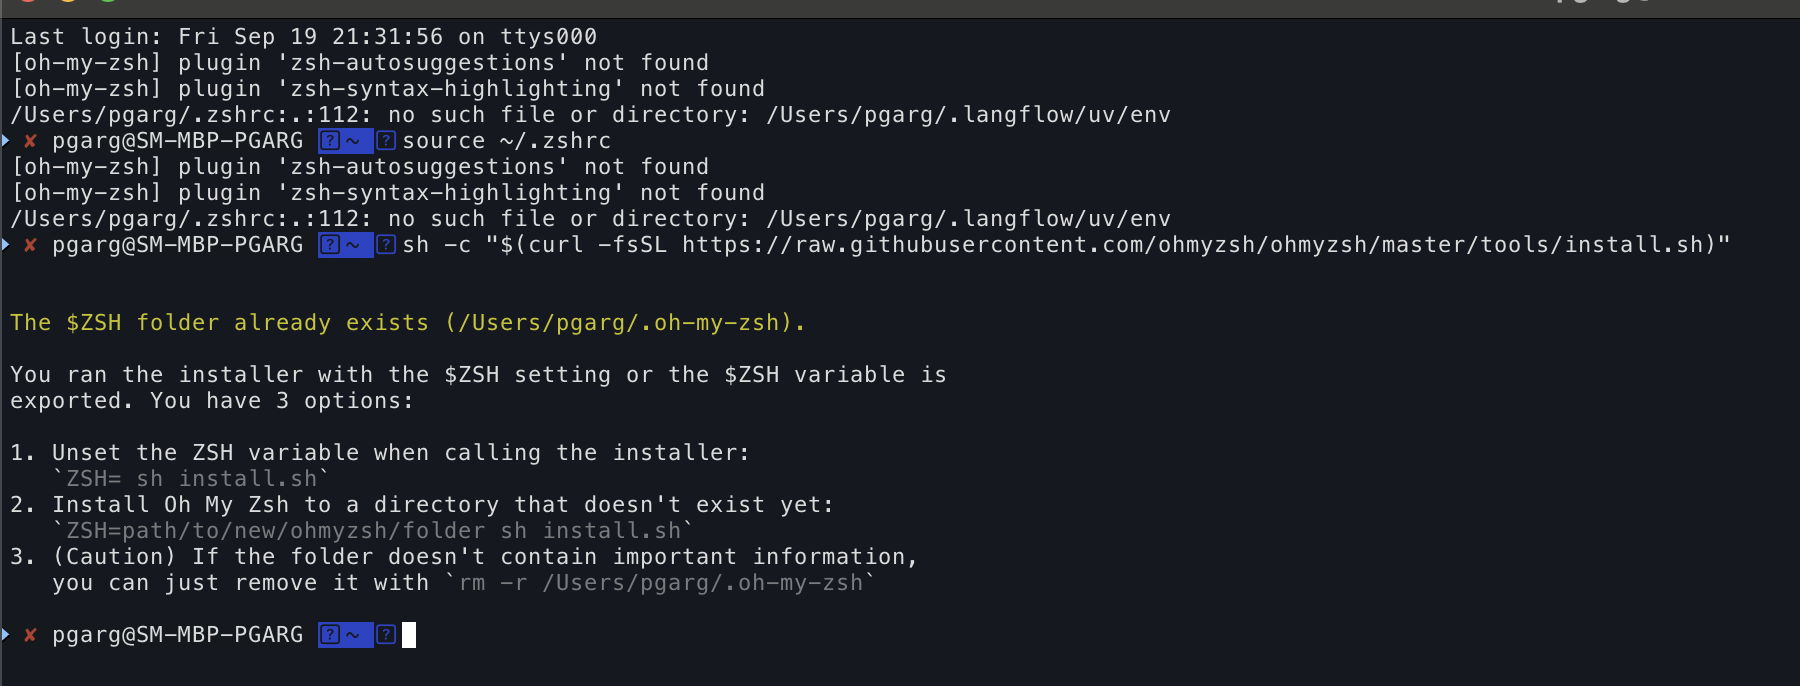 Last login: Fri Sep 19 21:31:56 on ttys000
[oh-my-zsh] plugin 'zsh-autosuggestions' not found
[oh-my-zsh] plugin 'zsh-syntax-highlighting' not found
/Users/pgarg/.zshrc:.:112: no such file or directory: /Users/pgarg/.langflow/uv/env
✘ pgarg@SM-MBP-PGARG ? ~ ? source ~/.zshrc
[oh-my-zsh] plugin 'zsh-autosuggestions' not found
[oh-my-zsh] plugin 'zsh-syntax-highlighting' not found
/Users/pgarg/.zshrc:.:112: no such file or directory: /Users/pgarg/.langflow/uv/env
✘ pgarg@SM-MBP-PGARG ? ~ ? sh -c "$(curl -fsSL https://raw.githubusercontent.com/ohmyzsh/ohmyzsh/master/tools/install.sh)"
The $ZSH folder already exists (/Users/pgarg/.oh-my-zsh).
You ran the installer with the $ZSH setting or the $ZSH variable is
exported. You have 3 options:
1. Unset the ZSH variable when calling the installer:
`ZSH= sh install.sh`
2. Install Oh My Zsh to a directory that doesn't exist yet:
`ZSH=path/to/new/ohmyzsh/folder sh install.sh`
3. (Caution) If the folder doesn't contain important information,
you can just remove it with `rm -r /Users/pgarg/.oh-my-zsh`
✘ pgarg@SM-MBP-PGARG ? ~ ?